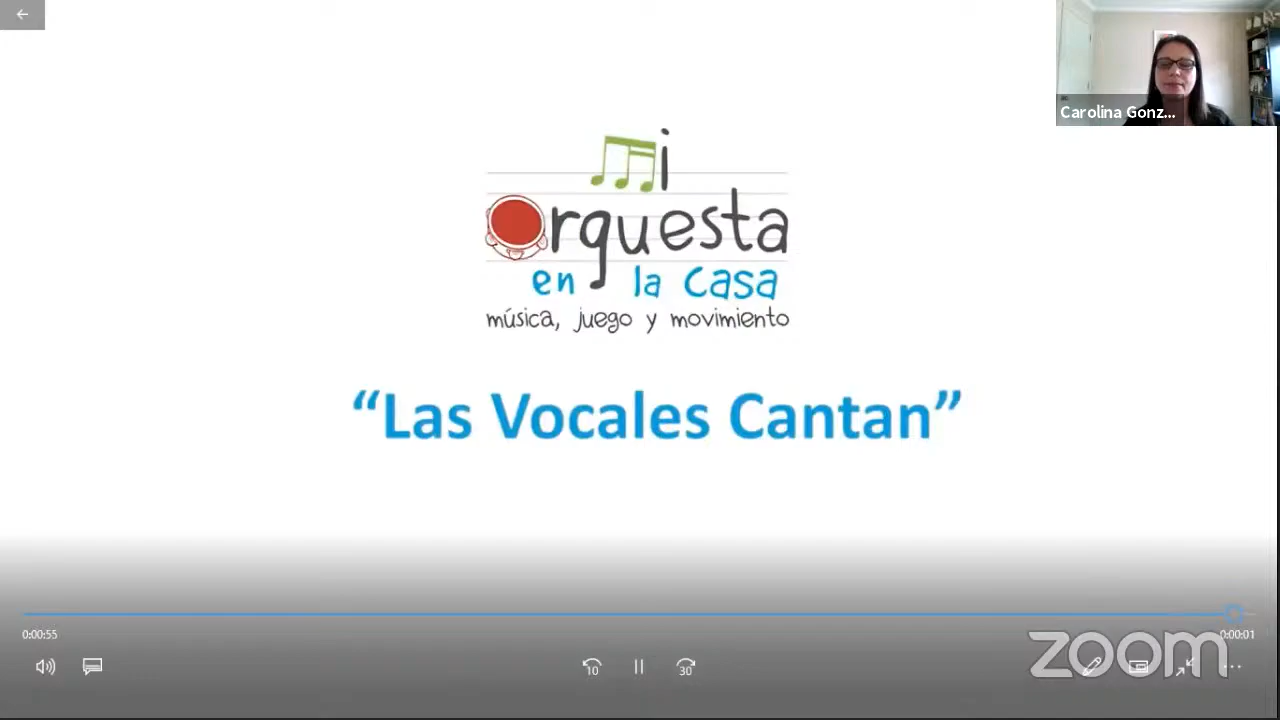 Carolina Gonz...
mi
orquesta
en la casa
música, juego y movimiento
“Las Vocales Cantan”
0:00:55
0:00:01
10
30
zoom